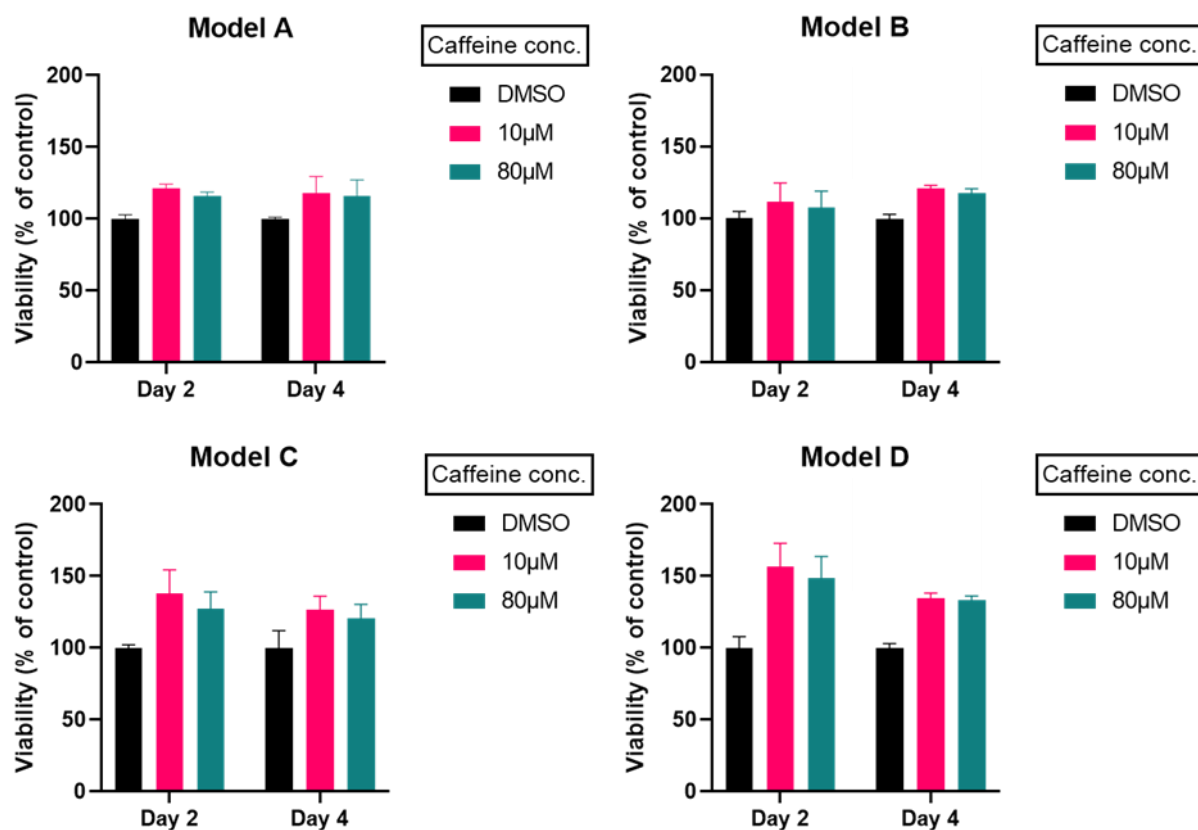 Model A
Caffeine conc.
DMSO
10µM
80µM
Viability (% of control)
200
150
100
50
0
Day 2
Day 4
Model B
Caffeine conc.
DMSO
10µM
80µM
Viability (% of control)
200
150
100
50
0
Day 2
Day 4
Model C
Caffeine conc.
DMSO
10µM
80µM
Viability (% of control)
200
150
100
50
0
Day 2
Day 4
Model D
Caffeine conc.
DMSO
10µM
80µM
Viability (% of control)
200
150
100
50
0
Day 2
Day 4